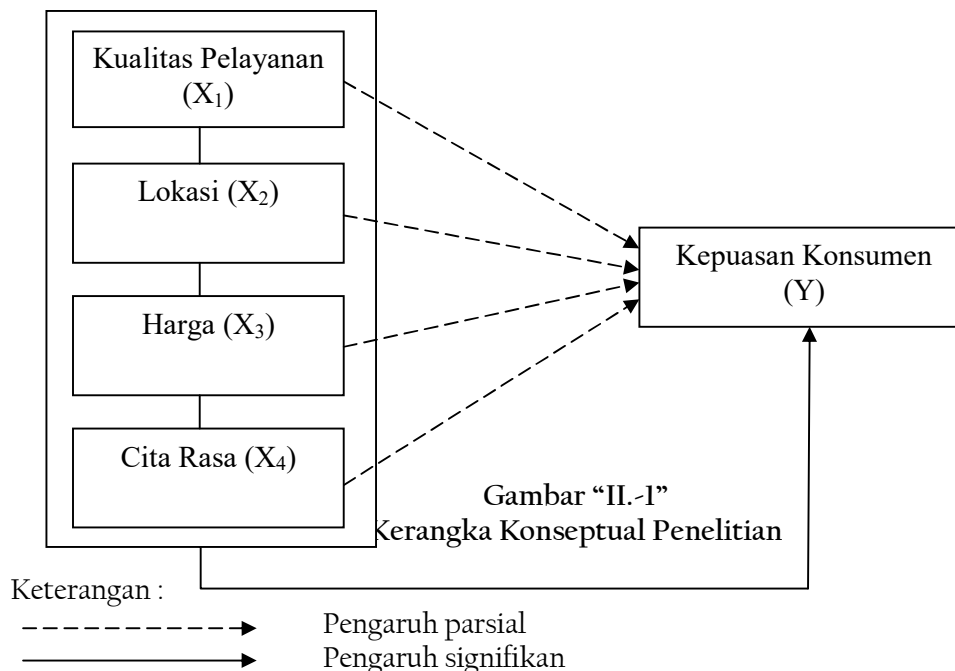 Kualitas Pelayanan
(X₁)
Lokasi (X₂)
Harga (X₃)
Cita Rasa (X₄)
Kepuasan Konsumen
(Y)
Gambar “II.-1”
Kerangka Konseptual Penelitian
Keterangan :
Pengaruh parsial
Pengaruh signifikan